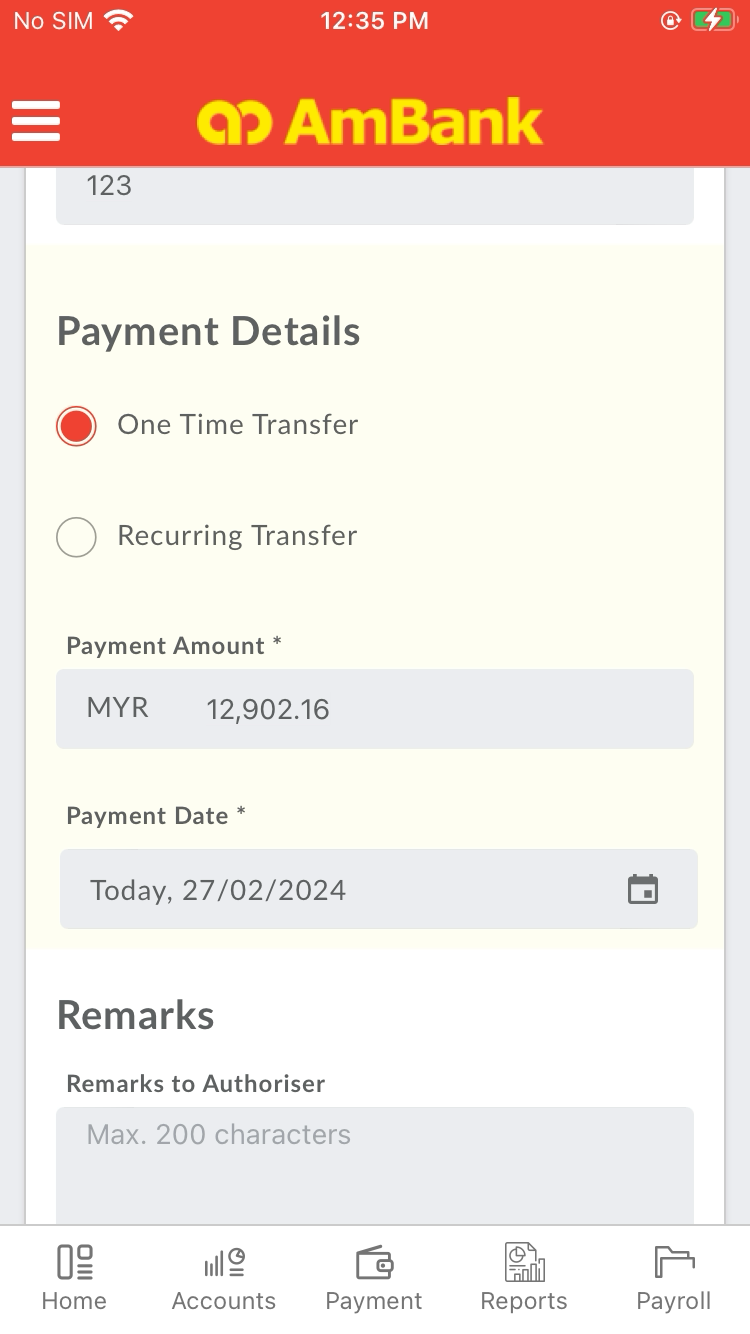 No SIM 12:35 PM
AmBank
123
Payment Details
One Time Transfer
Recurring Transfer
Payment Amount *
MYR 12,902.16
Payment Date *
Today, 27/02/2024
Remarks
Remarks to Authoriser
Max. 200 characters
Home Accounts Payment Reports Payroll